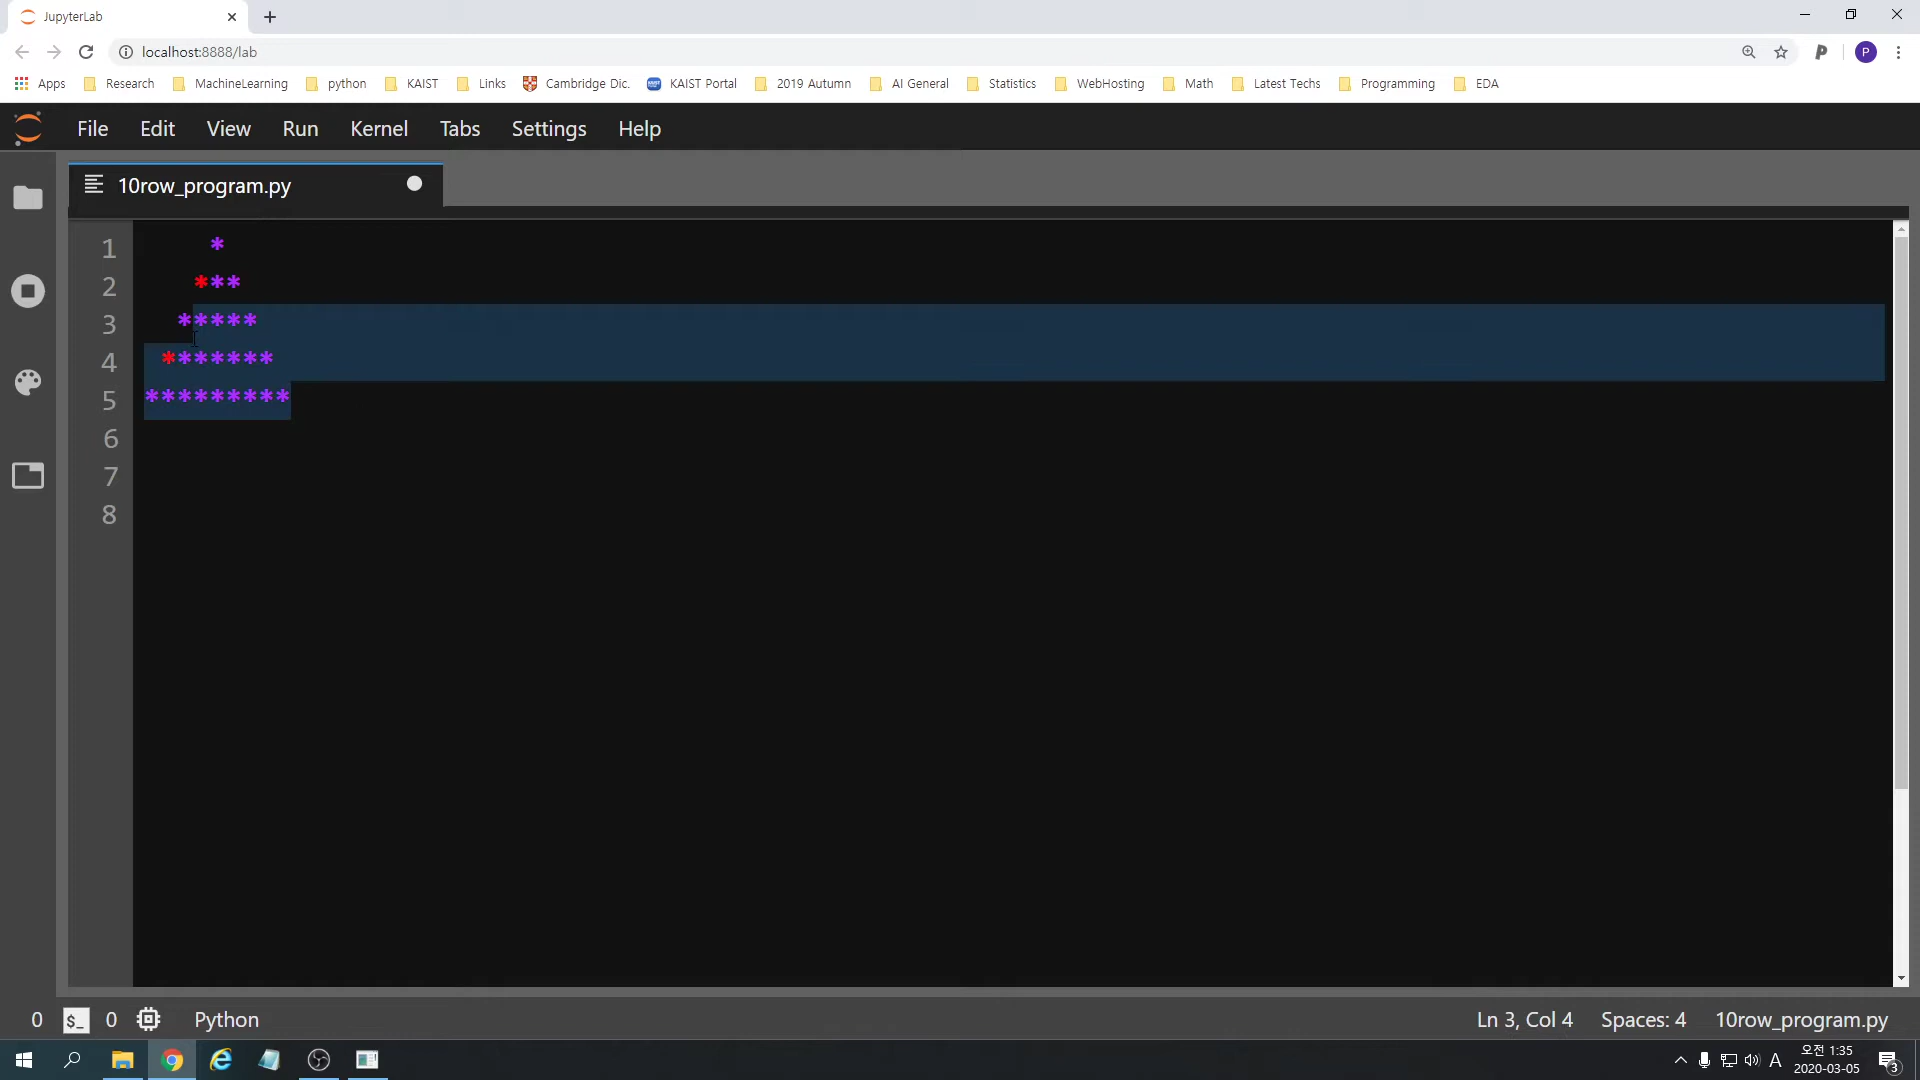 JupyterLab
localhost:8888/lab
P P
Apps Research MachineLearning python KAIST Links Cambridge Dic. KAIST Portal 2019 Autumn AI General Statistics WebHosting Math Latest Techs Programming EDA
File Edit View Run Kernel Tabs Settings Help
10row_program.py
1     *
2    ***
3   *****
4  *******
5 *********
6
7
8
0 $_ 0 Python Ln 3, Col 4 Spaces: 4 10row_program.py
A 오전 1:35 3
2020-03-05